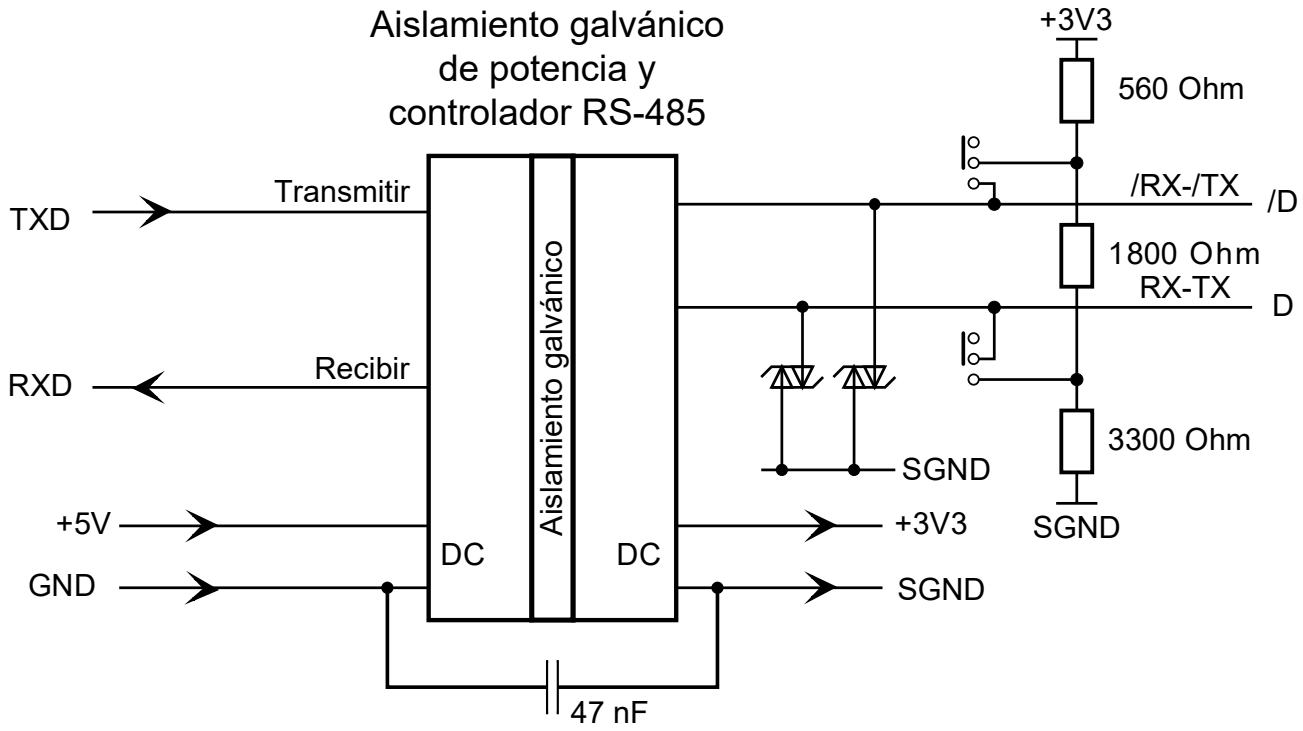 Aislamiento galvánico
de potencia y
controlador RS-485
+3V3
560 Ohm
TXD
Transmitir
/RX-/TX
/D
1800 Ohm
RX-TX
D
Aislamiento galvánico
RXD
Recibir
3300 Ohm
SGND
+5V
+3V3
SGND
DC
DC
GND
SGND
47 nF